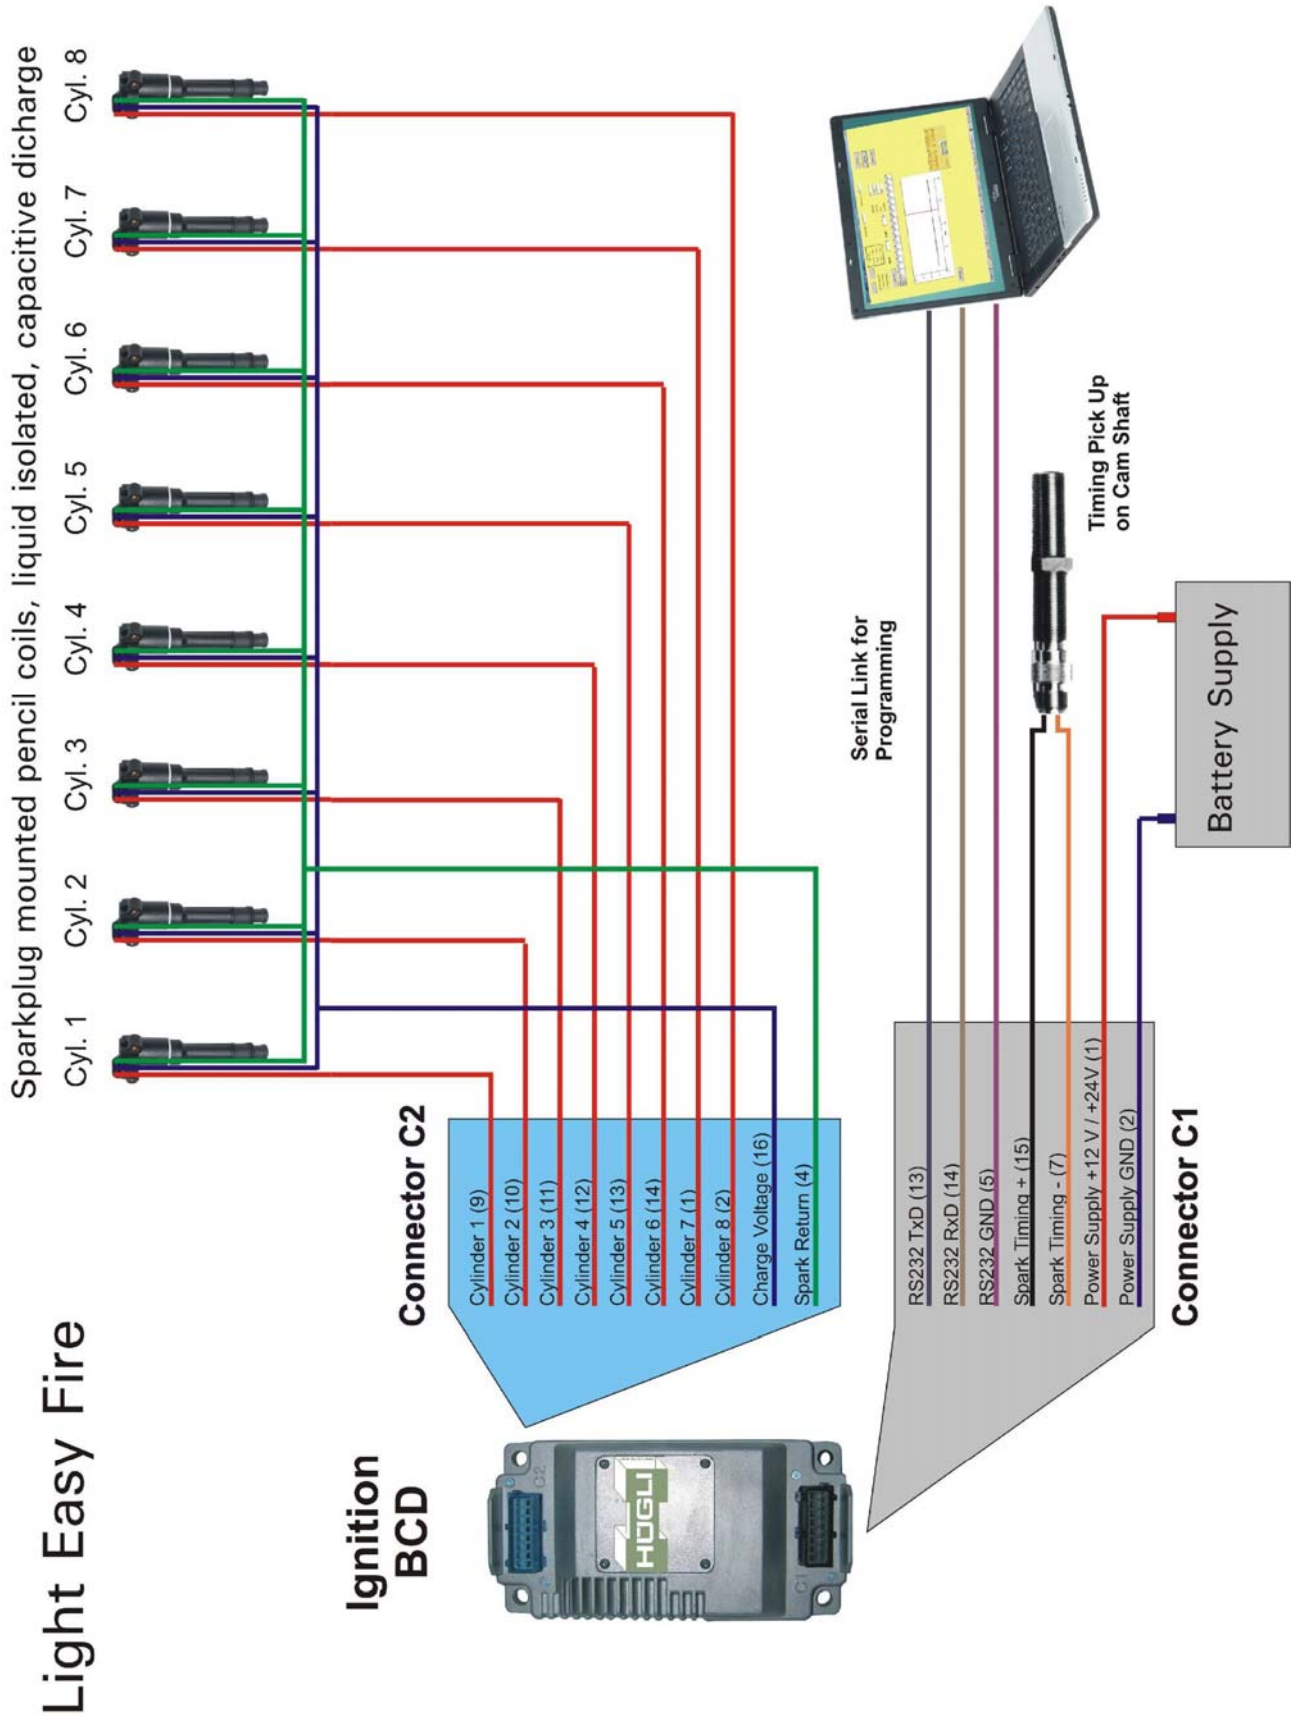 Light Easy Fire
Sparkplug mounted pencil coils, liquid isolated, capacitive dicharge
Cyl. 1
Cyl. 2
Cyl. 3
Cyl. 4
Cyl. 5
Cyl. 6
Cyl. 7
Cyl. 8
Ignition
BCD
C2
HÜGLI
C1
Connector C2
Cylinder 1 (9)
Cylinder 2 (10)
Cylinder 3 (11)
Cylinder 4 (12)
Cylinder 5 (13)
Cylinder 6 (14)
Cylinder 7 (1)
Cylinder 8 (2)
Charge Voltage (16)
Spark Return (4)
RS232 TxD (13)
RS232 RxD (14)
RS232 GND (5)
Spark Timing + (15)
Spark Timing - (7)
Power Supply +12 V / +24V (1)
Power Supply GND (2)
Connector C1
Serial Link for
Programming
Timing Pick Up
on Cam Shaft
Battery Supply